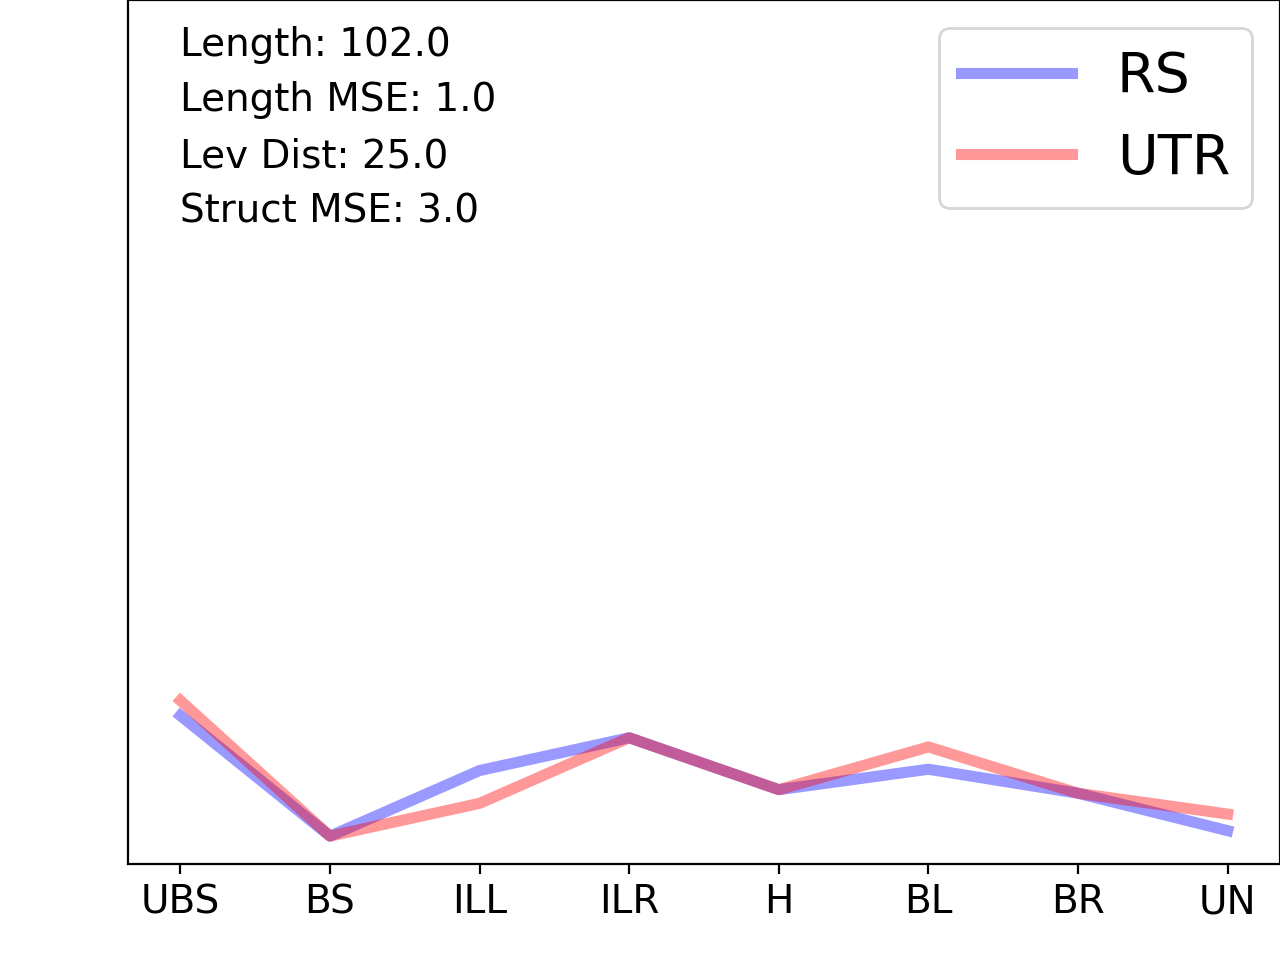 Length: 102.0
Length MSE: 1.0
Lev Dist: 25.0
Struct MSE: 3.0
RS
UTR
UBS BS ILL ILR H BL BR UN